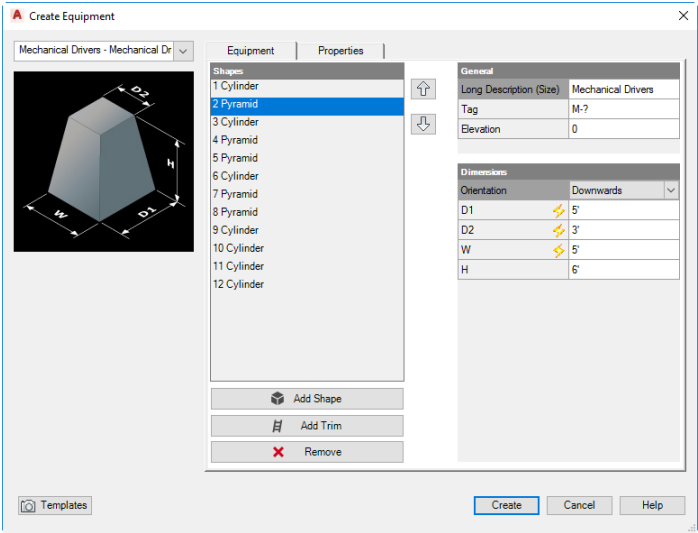 Create Equipment
Mechanical Drivers - Mechanical Dr
D2
H
W
D1
Equipment
Properties
Shapes
1 Cylinder
2 Pyramid
3 Cylinder
4 Pyramid
5 Pyramid
6 Cylinder
7 Pyramid
8 Pyramid
9 Cylinder
10 Cylinder
11 Cylinder
12 Cylinder
Add Shape
Add Trim
Remove
General
Long Description (Size) Mechanical Drivers
Tag M-?
Elevation 0
Dimensions
Orientation Downwards
D1 5'
D2 3'
W 5'
H 6'
Templates
Create
Cancel
Help